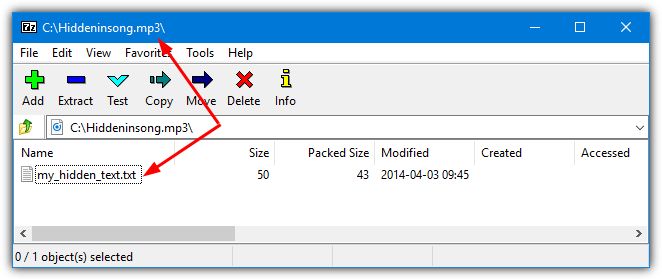 7z C:\Hiddeninsong.mp3\
File Edit View Favorites Tools Help
Add Extract Test Copy Move Delete Info
C:\Hiddeninsong.mp3\
Name Size Packed Size Modified Created Accessed
my_hidden_text.txt 50 43 2014-04-03 09:45
0 / 1 object(s) selected